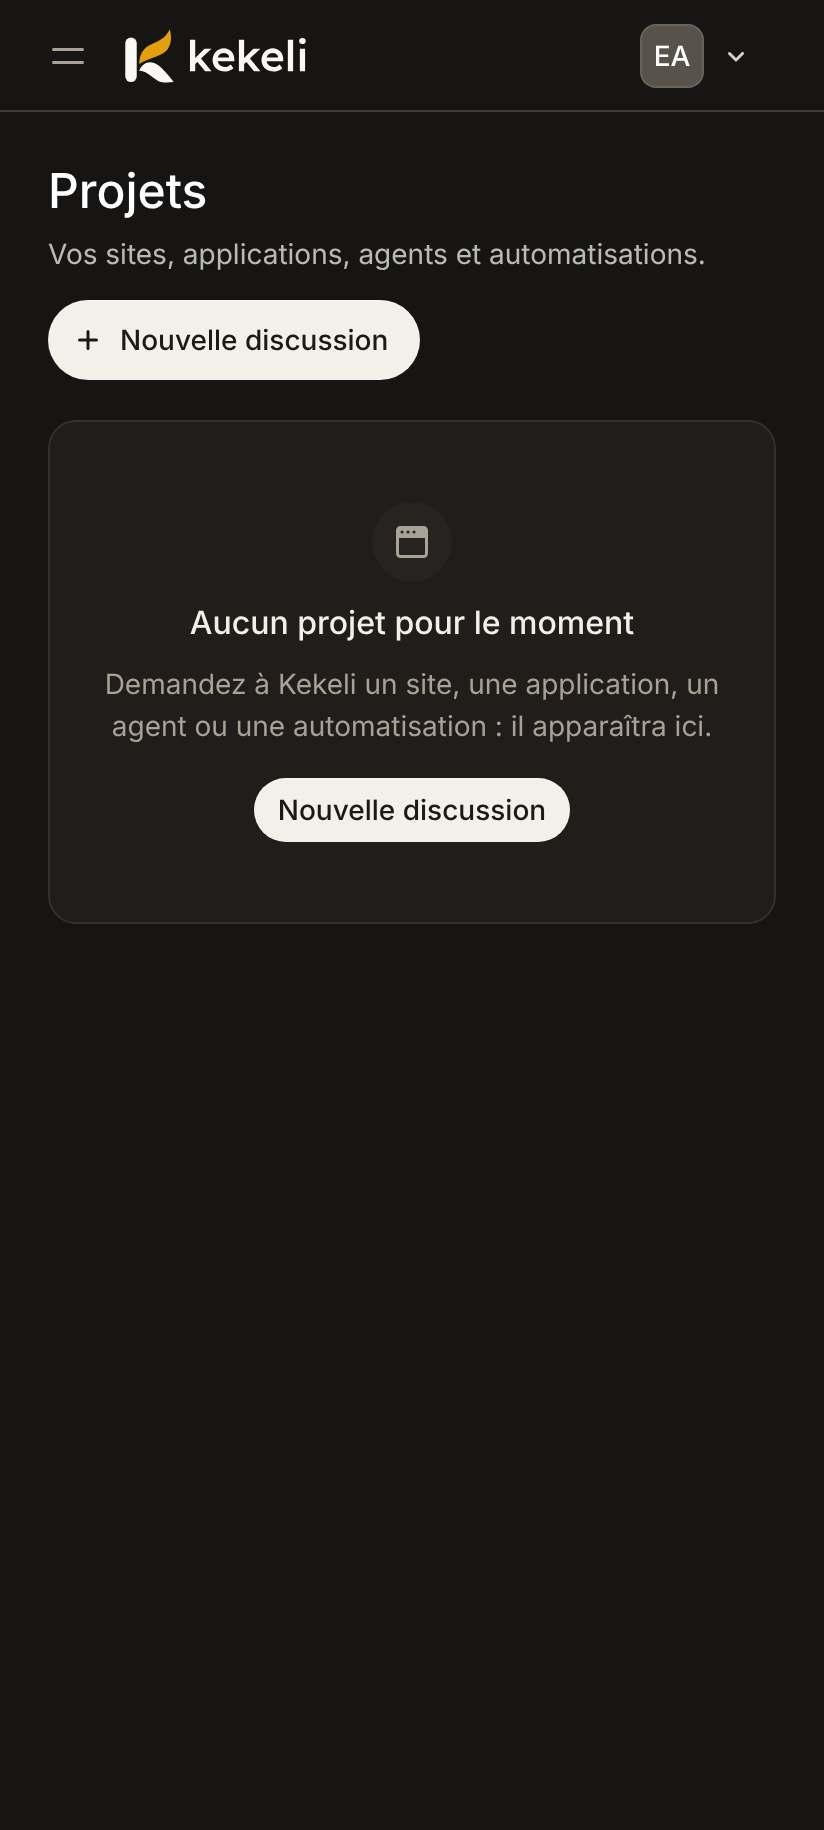 kekeli
EA
Projets
Vos sites, applications, agents et automatisations.
Nouvelle discussion
Aucun projet pour le moment
Demandez à Kekeli un site, une application, un
agent ou une automatisation : il apparaîtra ici.
Nouvelle discussion